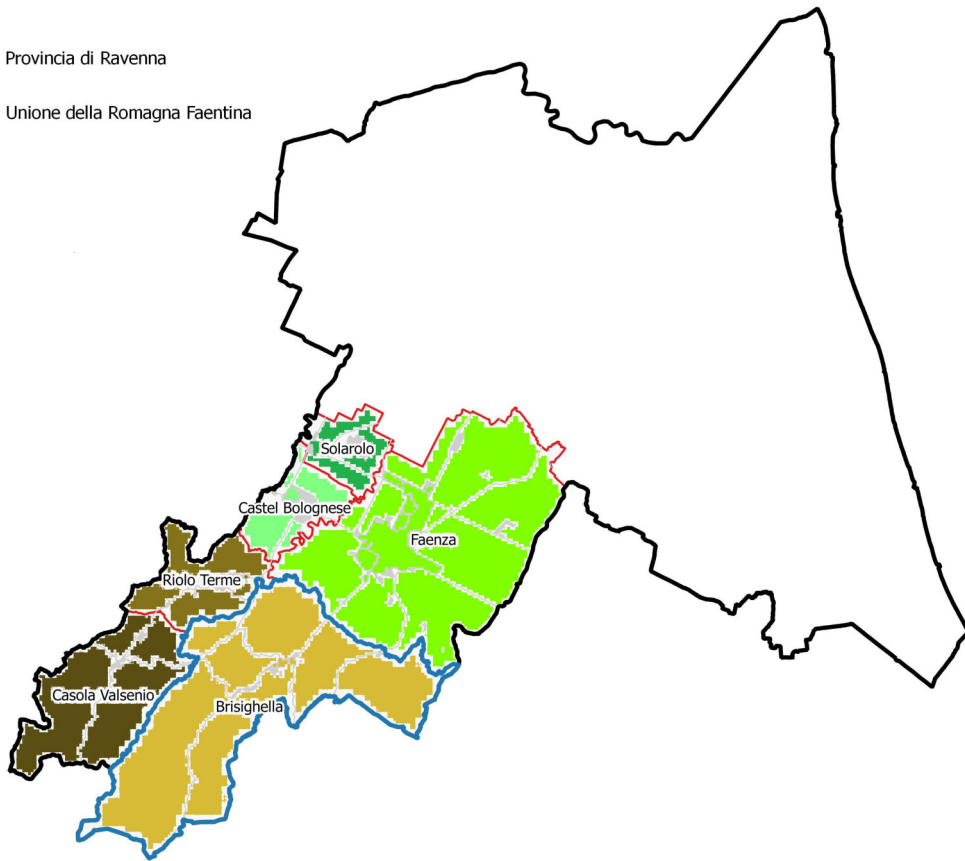 Provincia di Ravenna
Unione della Romagna Faentina
Solarolo
Castel Bolognese
Faenza
Riolo Terme
Casola Valsenio
Brisighella